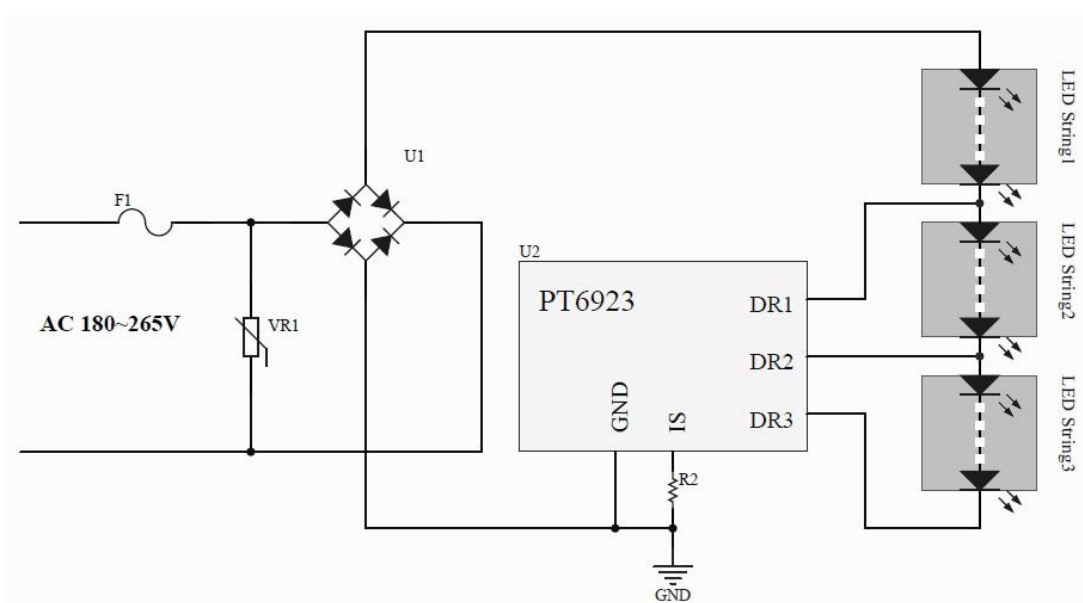 U1
F1
AC 180~265V
VR1
U2
PT6923
DR1
DR2
DR3
GND
IS
R2
GND
LED String1
LED String2
LED String3